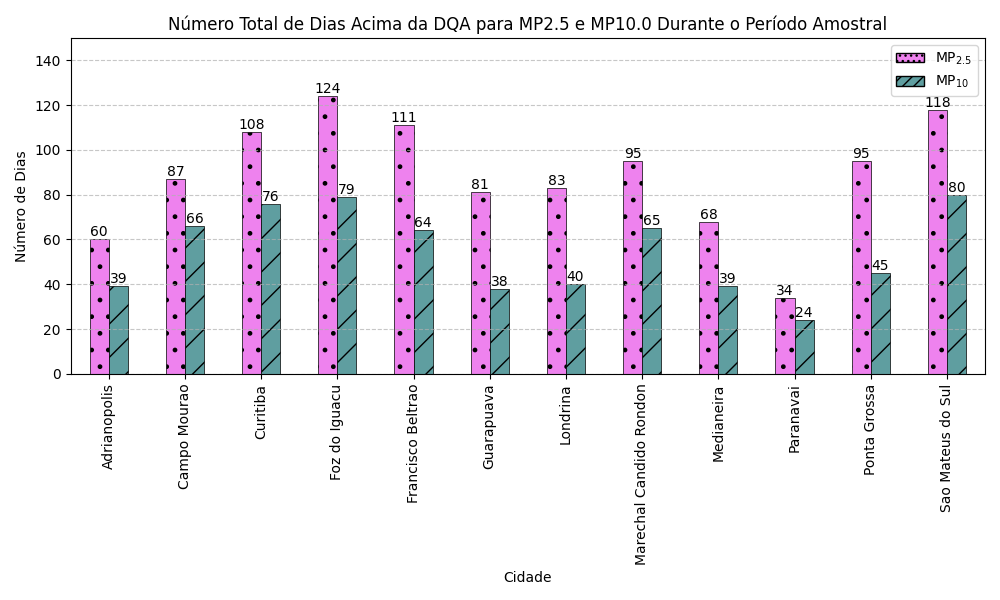 Número Total de Dias Acima da DQA para MP2.5 e MP10.0 Durante o Período Amostral
MP2.5
MP10
Número de Dias
140
120
100
80
60
40
20
0
60
39
87
66
108
76
124
79
111
64
81
38
83
40
95
65
68
39
34
24
95
45
118
80
Adrianopolis
Campo Mourao
Curitiba
Foz do Iguacu
Francisco Beltrao
Guarapuava
Londrina
Marechal Candido Rondon
Medianeira
Paranavai
Ponta Grossa
Sao Mateus do Sul
Cidade